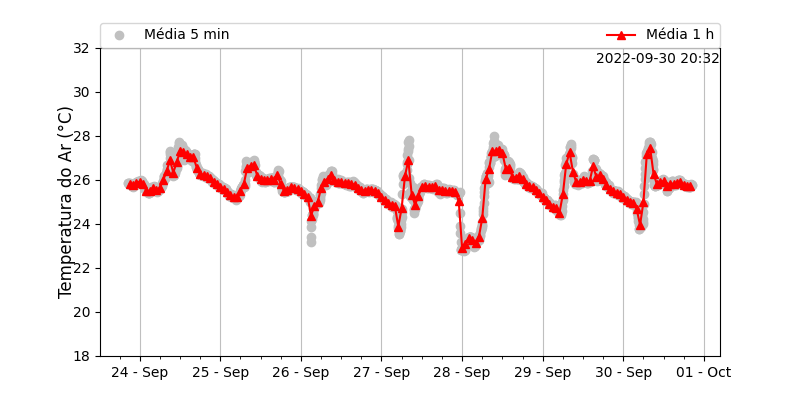 Média 5 min
Média 1 h
2022-09-30 20:32
Temperatura do Ar (°C)
32
30
28
26
24
22
20
18
24 - Sep
25 - Sep
26 - Sep
27 - Sep
28 - Sep
29 - Sep
30 - Sep
01 - Oct